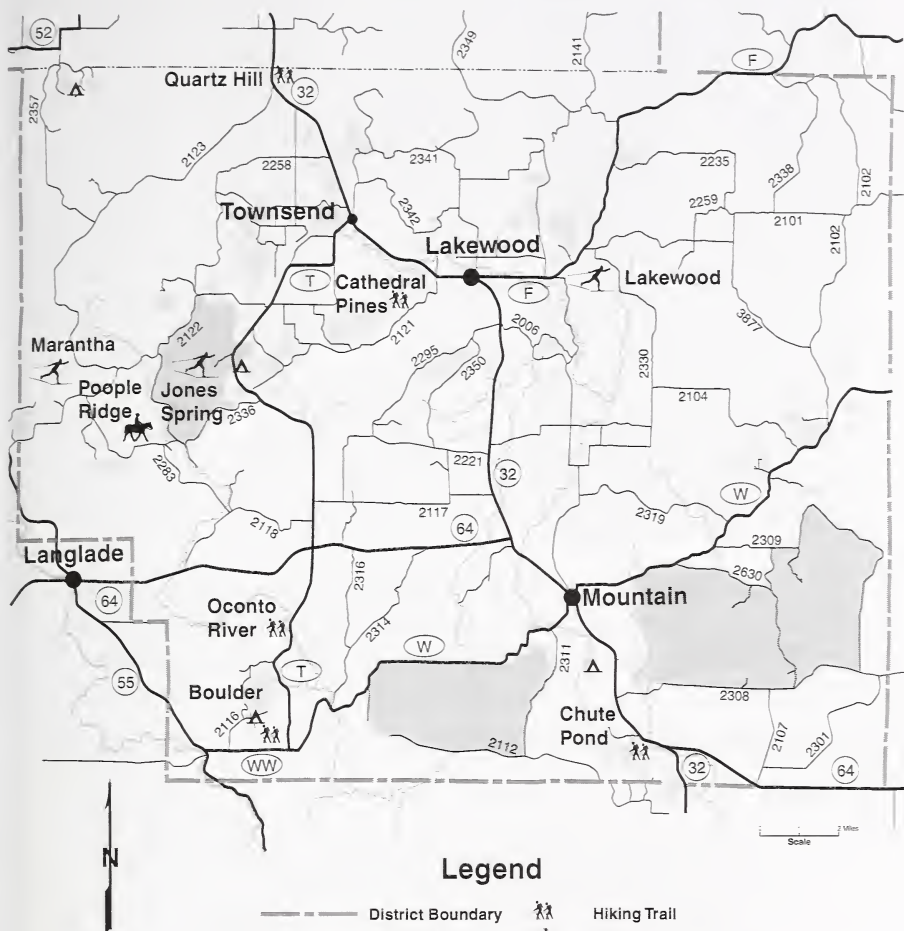 52
2349
2141
F
Quartz Hill
32
2357
2123
2258
2341
2235
2338
2102
2342
2259
Townsend
2101
2102
Lakewood
T
Cathedral
Pines
F
Lakewood
2121
2006
3877
2122
2330
Marantha
2295
2350
Poople
Ridge
Jones
Spring
2336
2104
2283
2221
32
W
2117
2319
2118
64
2309
Langlade
2316
2630
64
Mountain
Oconto
River
2314
W
2311
55
T
Boulder
2308
2116
Chute
Pond
2107
2301
2112
WW
32
64
2 Miles
Scale
N
Legend
District Boundary
Hiking Trail